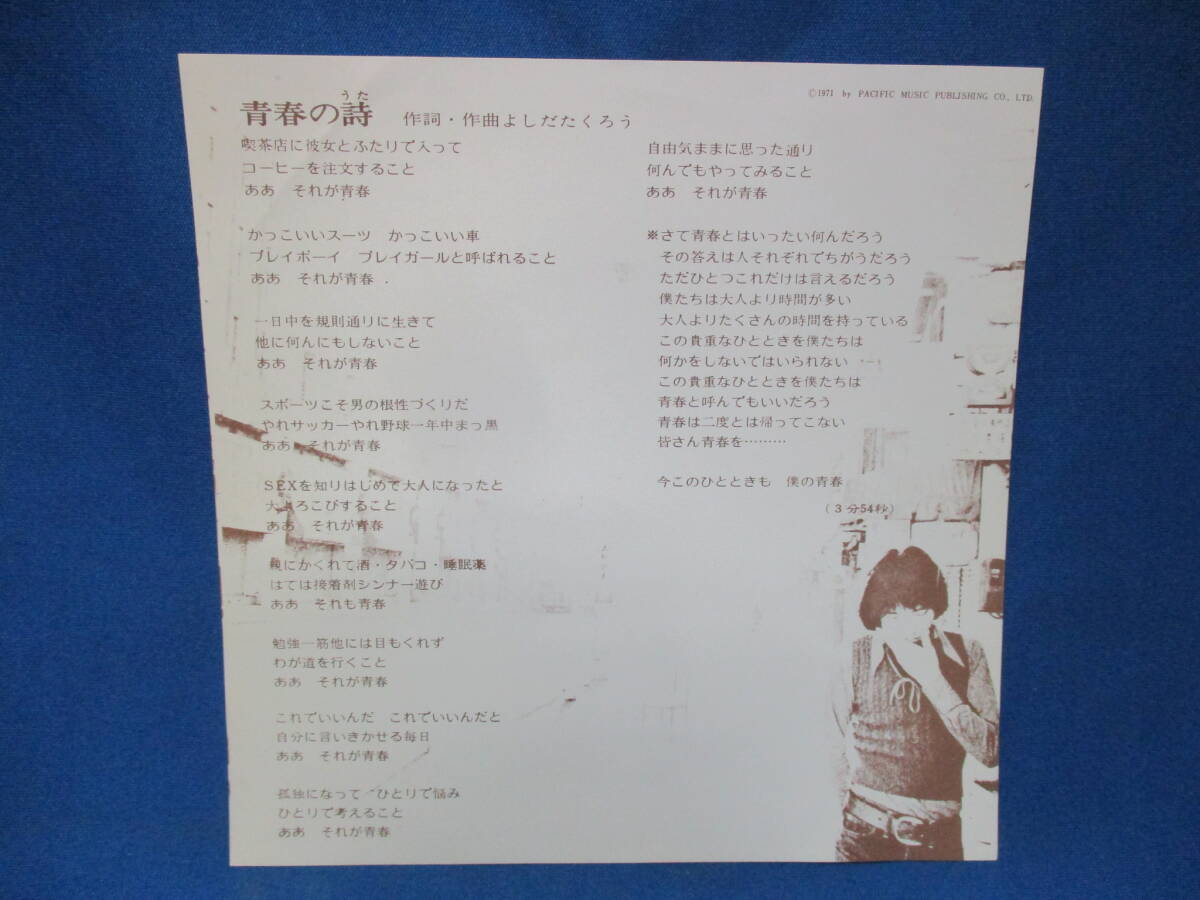 ©1971 by PACIFIC MUSIC PUBLISHING CO., LTD.
うた
青春の詩 作詞・作曲よしだたくろう
喫茶店に彼女とふたりで入って
コーヒーを注文すること
ああ それが青春
かっこいいスーツ かっこいい車
プレイボーイ プレイガールと呼ばれること
ああ それが青春
一日中を規則通りに生きて
他に何んにもしないこと
ああ それが青春
スポーツこそ男の根性づくりだ
やれサッカーやれ野球一年中まっ黒
ああ それが青春
SEXを知りはじめて大人になったと
大よろこびすること
ああ それが青春
親にかくれて酒・タバコ・睡眠薬
はては接着剤シンナー遊び
ああ それも青春
勉強一筋他には目もくれず
わが道を行くこと
ああ それが青春
これでいいんだ これでいいんだと
自分に言いきかせる毎日
ああ それが青春
孤独になって ひとりで悩み
ひとりで考えること
ああ それが青春
自由気ままに思った通り
何んでもやってみること
ああ それが青春
※さて青春とはいったい何んだろう
その答えは人それぞれでちがうだろう
ただひとつこれだけは言えるだろう
僕たちは大人より時間が多い
大人よりたくさんの時間を持っている
この貴重なひとときを僕たちは
何かをしないではいられない
この貴重なひとときを僕たちは
青春と呼んでもいいだろう
青春は二度とは帰ってこない
皆さん青春を………
今このひとときも 僕の青春
(3分54秒)